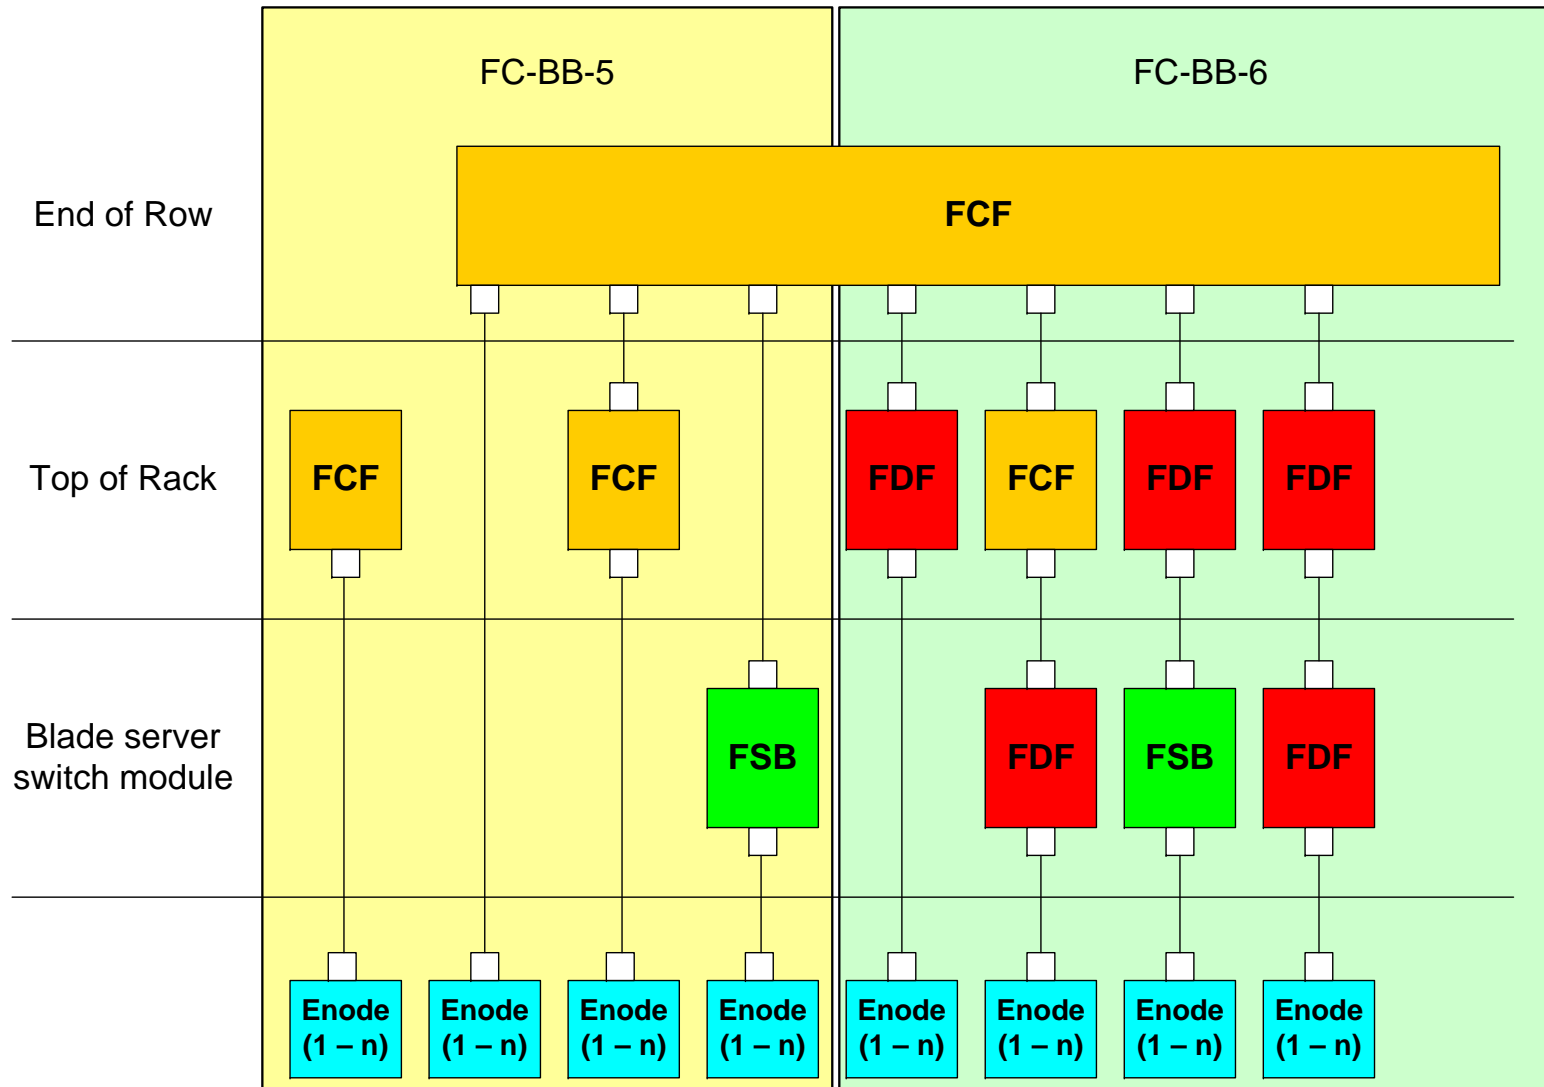 FC-BB-5
FC-BB-6
End of Row
FCF
Top of Rack
FCF
FCF
FDF
FCF
FDF
FDF
Blade server
switch module
FSB
FDF
FSB
FDF
Enode
(1 – n)
Enode
(1 – n)
Enode
(1 – n)
Enode
(1 – n)
Enode
(1 – n)
Enode
(1 – n)
Enode
(1 – n)
Enode
(1 – n)